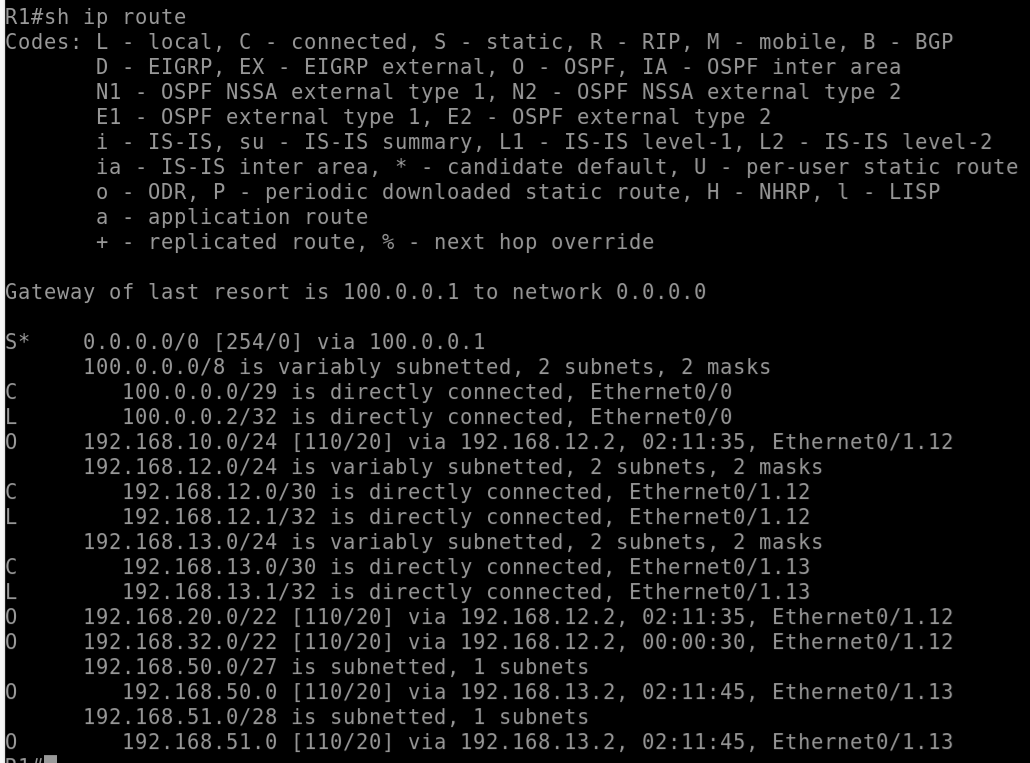 R1#sh ip route
Codes: L - local, C - connected, S - static, R - RIP, M - mobile, B - BGP
       D - EIGRP, EX - EIGRP external, O - OSPF, IA - OSPF inter area
       N1 - OSPF NSSA external type 1, N2 - OSPF NSSA external type 2
       E1 - OSPF external type 1, E2 - OSPF external type 2
       i - IS-IS, su - IS-IS summary, L1 - IS-IS level-1, L2 - IS-IS level-2
       ia - IS-IS inter area, * - candidate default, U - per-user static route
       o - ODR, P - periodic downloaded static route, H - NHRP, l - LISP
       a - application route
       + - replicated route, % - next hop override

Gateway of last resort is 100.0.0.1 to network 0.0.0.0

S*    0.0.0.0/0 [254/0] via 100.0.0.1
      100.0.0.0/8 is variably subnetted, 2 subnets, 2 masks
C        100.0.0.0/29 is directly connected, Ethernet0/0
L        100.0.0.2/32 is directly connected, Ethernet0/0
O     192.168.10.0/24 [110/20] via 192.168.12.2, 02:11:35, Ethernet0/1.12
      192.168.12.0/24 is variably subnetted, 2 subnets, 2 masks
C        192.168.12.0/30 is directly connected, Ethernet0/1.12
L        192.168.12.1/32 is directly connected, Ethernet0/1.12
      192.168.13.0/24 is variably subnetted, 2 subnets, 2 masks
C        192.168.13.0/30 is directly connected, Ethernet0/1.13
L        192.168.13.1/32 is directly connected, Ethernet0/1.13
O     192.168.20.0/22 [110/20] via 192.168.12.2, 02:11:35, Ethernet0/1.12
O     192.168.32.0/22 [110/20] via 192.168.12.2, 00:00:30, Ethernet0/1.12
      192.168.50.0/27 is subnetted, 1 subnets
O        192.168.50.0 [110/20] via 192.168.13.2, 02:11:45, Ethernet0/1.13
      192.168.51.0/28 is subnetted, 1 subnets
O        192.168.51.0 [110/20] via 192.168.13.2, 02:11:45, Ethernet0/1.13
R1#